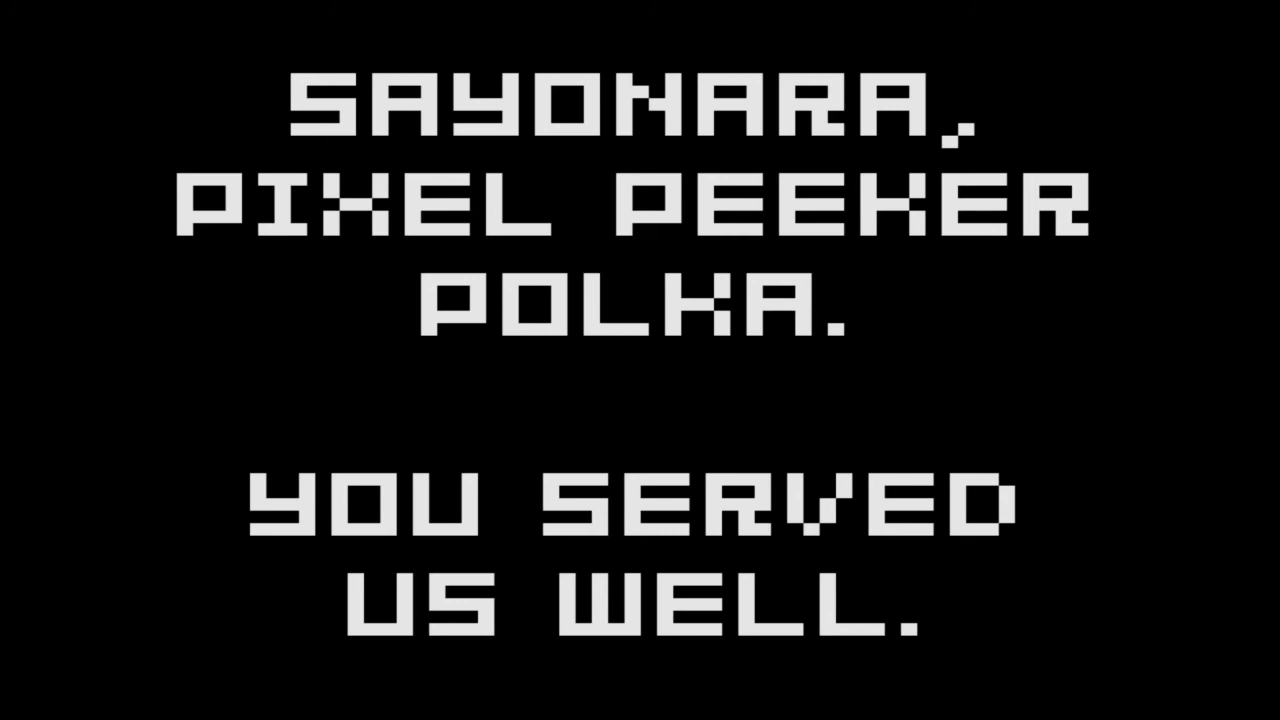 SAYONARA,
PIXEL PEEKER
POLKA.
YOU SERVED
US WELL.